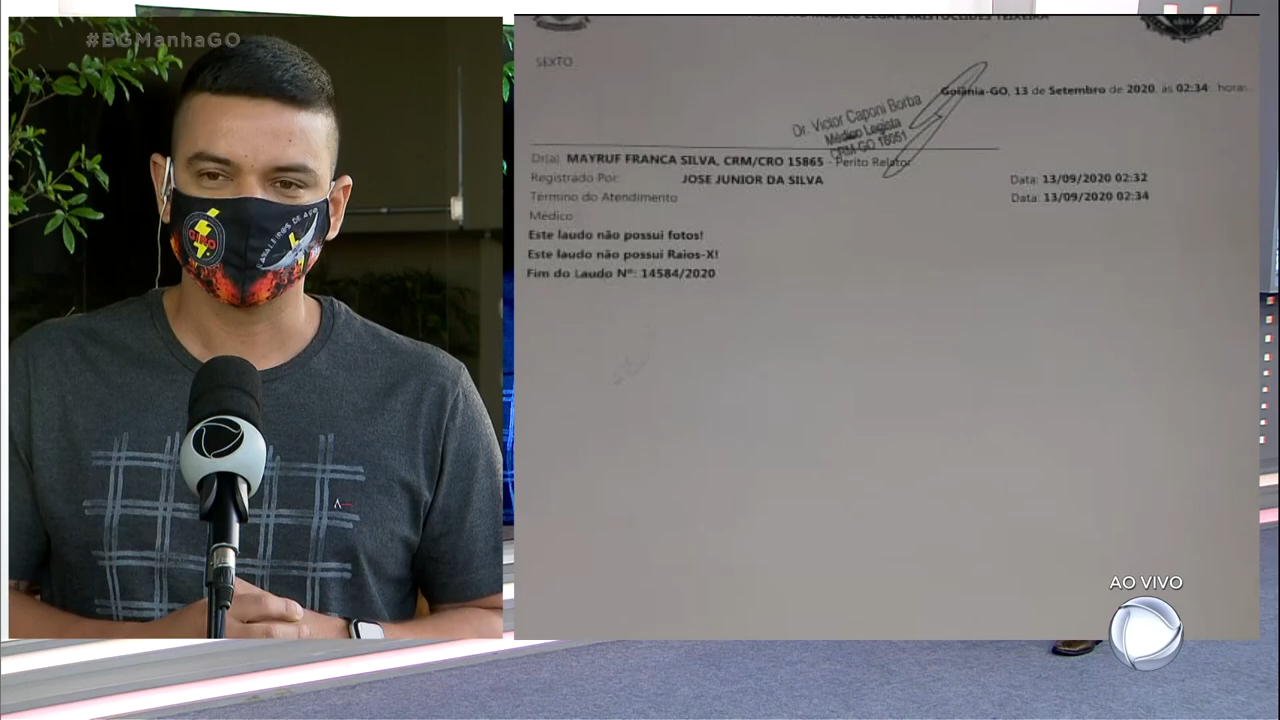 #BGManhaGO
SEXTO
Goiânia-GO, 13 de Setembro de 2020, às 02:34 horas
Dr. Victor Caponi Borba
Médico Legista
CRM-GO 16051
Dr(a) MAYRUF FRANCA SILVA, CRM/CRO 15865 - Perito Relator
Registrado Por: JOSE JUNIOR DA SILVA Data: 13/09/2020 02:32
Termino do Atendimento Data: 13/09/2020 02:34
Médico
Este laudo não possui fotos!
Este laudo não possui Raios-X!
Fim do Laudo Nº: 14584/2020
GIRO
AO VIVO